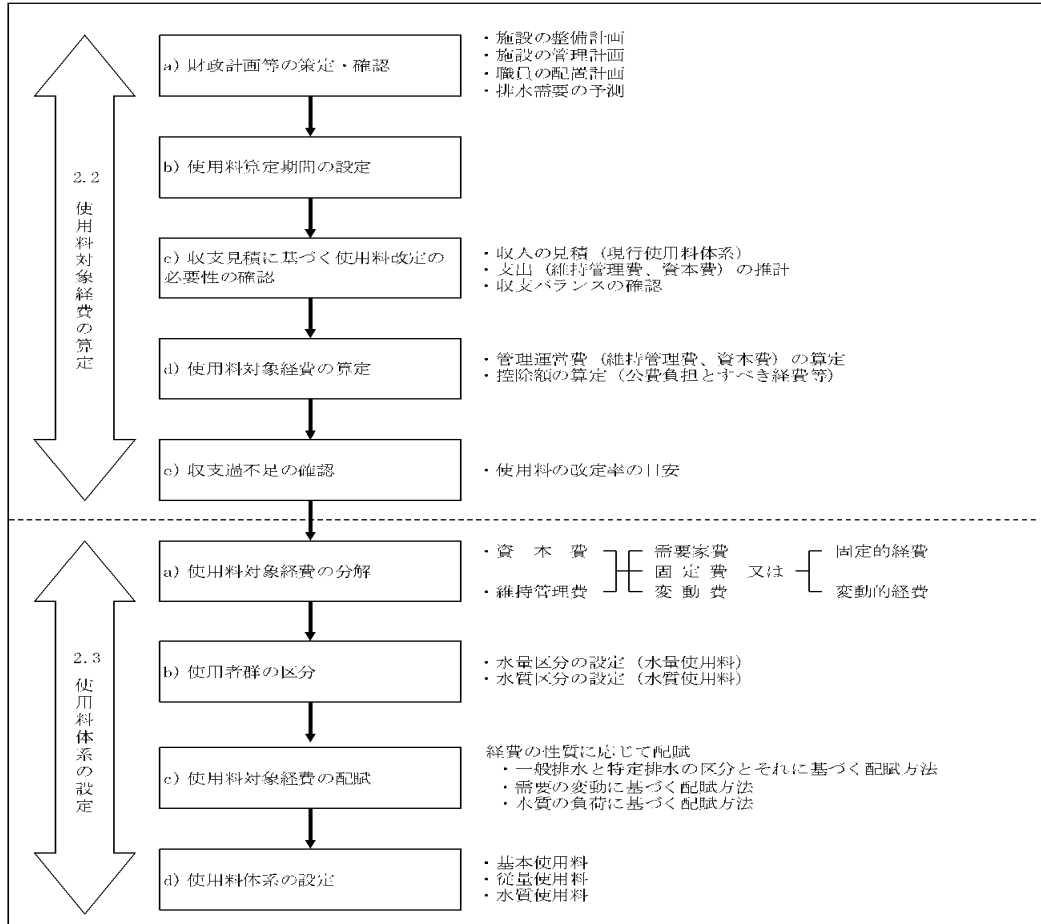 2.2 使用料対象経費の算定
a) 財政計画等の策定・確認
・施設の整備計画
・施設の管理計画
・職員の配置計画
・排水需要の予測
b) 使用料算定期間の設定
c) 収支見積に基づく使用料改定の
必要性の確認
・収入の見積（現行使用料体系）
・支出（維持管理費、資本費）の推計
・収支バランスの確認
d) 使用料対象経費の算定
・管理運営費（維持管理費、資本費）の算定
・控除額の算定（公費負担とすべき経費等）
e) 収支過不足の確認
・使用料の改定率の目安
2.3 使用料体系の設定
a) 使用料対象経費の分解
・資　本　費　需要家費　固定的経費
固　定　費　又は
・維持管理費　変　動　費　変動的経費
b) 使用者群の区分
・水量区分の設定（水量使用料）
・水質区分の設定（水質使用料）
c) 使用料対象経費の配賦
経費の性質に応じて配賦
・一般排水と特定排水の区分とそれに基づく配賦方法
・需要の変動に基づく配賦方法
・水質の負荷に基づく配賦方法
d) 使用料体系の設定
・基本使用料
・従量使用料
・水質使用料